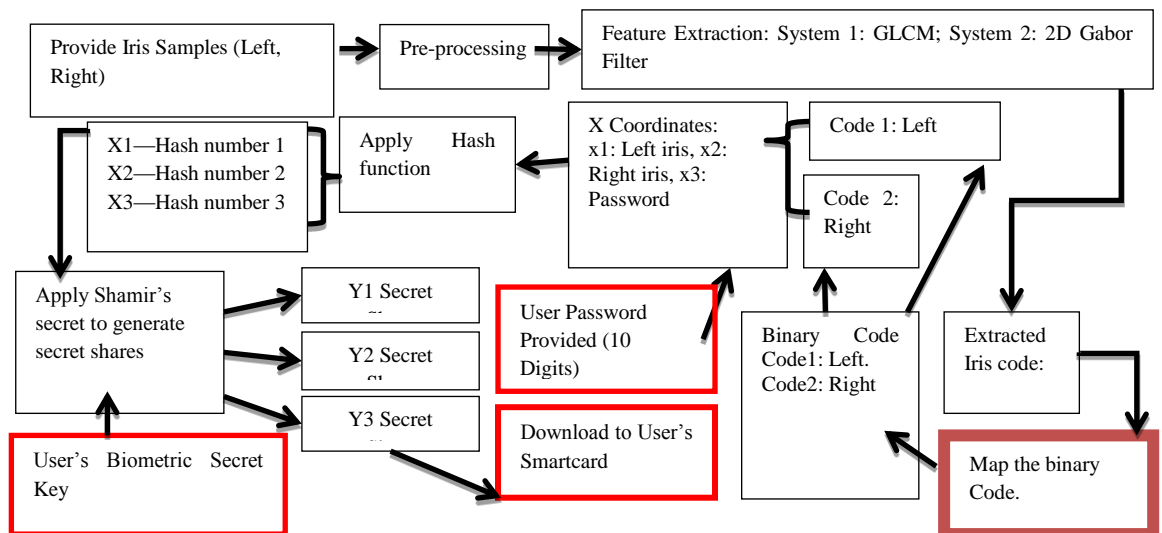 Provide Iris Samples (Left,
Right)
Pre-processing
Feature Extraction: System 1: GLCM; System 2: 2D Gabor
Filter
X1—Hash number 1
X2—Hash number 2
X3—Hash number 3
Apply Hash
function
X Coordinates:
x1: Left iris, x2:
Right iris, x3:
Password
Code 1: Left
Code 2:
Right
Apply Shamir's
secret to generate
secret shares
Y1 Secret
Y2 Secret
Y3 Secret
User Password
Provided (10
Digits)
Binary Code
Code1: Left.
Code2: Right
Extracted
Iris code:
User's Biometric Secret
Key
Download to User's
Smartcard
Map the binary
Code.